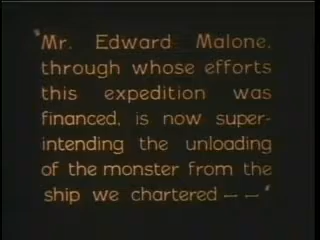 "Mr. Edward Malone,
through whose efforts
this expedition was
financed, is now super-
intending the unloading
of the monster from the
ship we chartered — —"